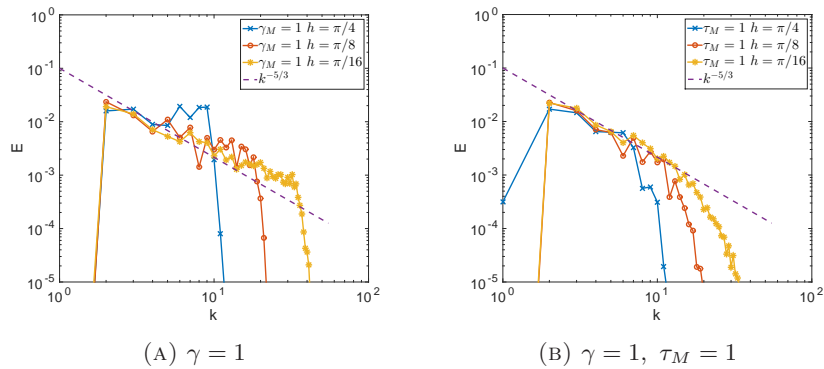 10^0
10^-1
10^-2
10^-3
10^-4
10^-5
E
10^0
10^1
10^2
k
γ_M = 1 h = π/4
γ_M = 1 h = π/8
γ_M = 1 h = π/16
k^{-5/3}
(A) γ = 1
10^0
10^-1
10^-2
10^-3
10^-4
10^-5
E
10^0
10^1
10^2
k
τ_M = 1 h = π/4
τ_M = 1 h = π/8
τ_M = 1 h = π/16
k^{-5/3}
(B) γ = 1, τ_M = 1